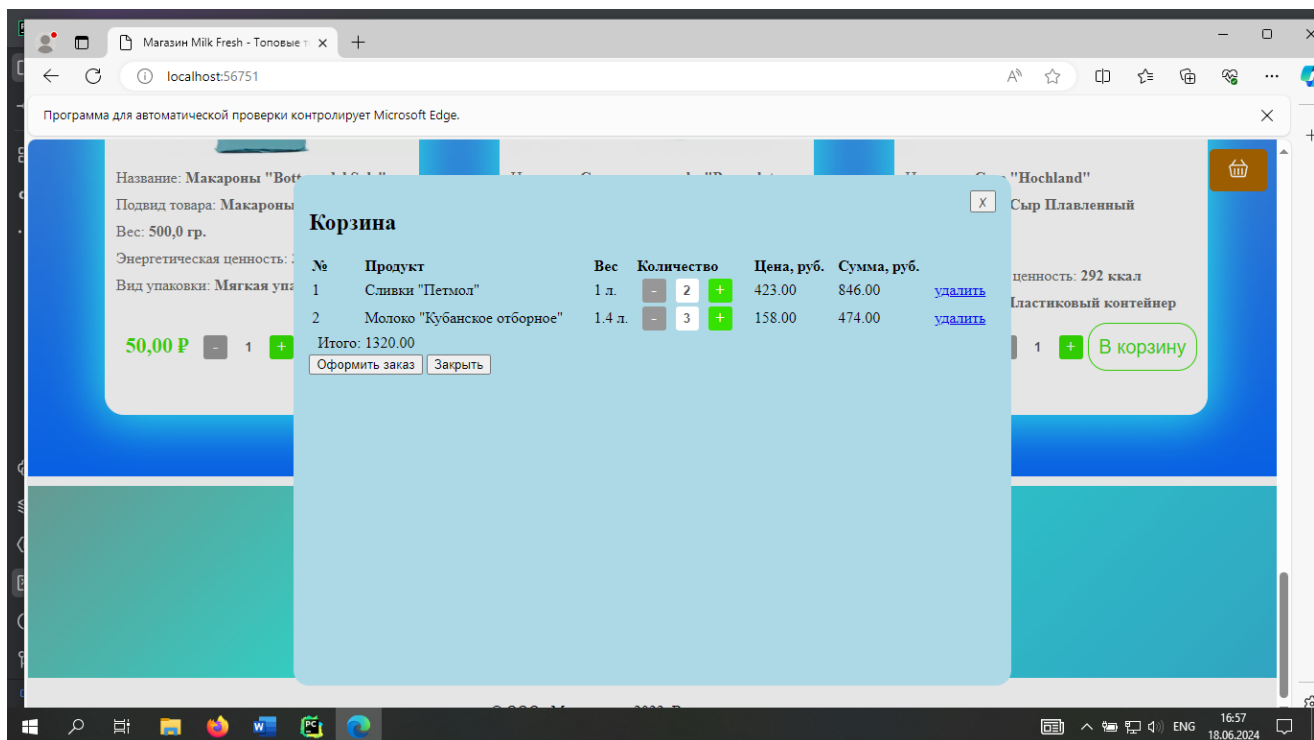 Магазин Milk Fresh - Топовые т
localhost:56751
Программа для автоматической проверки контролирует Microsoft Edge.
Название: Макароны "Bott
"Hochland"
Подвид товара: Макароны
Сыр Плавленный
Вес: 500,0 гр.
Энергетическая ценность:
ценность: 292 ккал
Вид упаковки: Мягкая упа
Пластиковый контейнер
50,00 ₽ - 1 +
1 + В корзину
X
Корзина
№ Продукт Вес Количество Цена, руб. Сумма, руб.
1 Сливки "Петмол" 1 л. - 2 + 423.00 846.00 удалить
2 Молоко "Кубанское отборное" 1.4 л. - 3 + 158.00 474.00 удалить
Итого: 1320.00
Оформить заказ Закрыть
ENG
16:57
18.06.2024